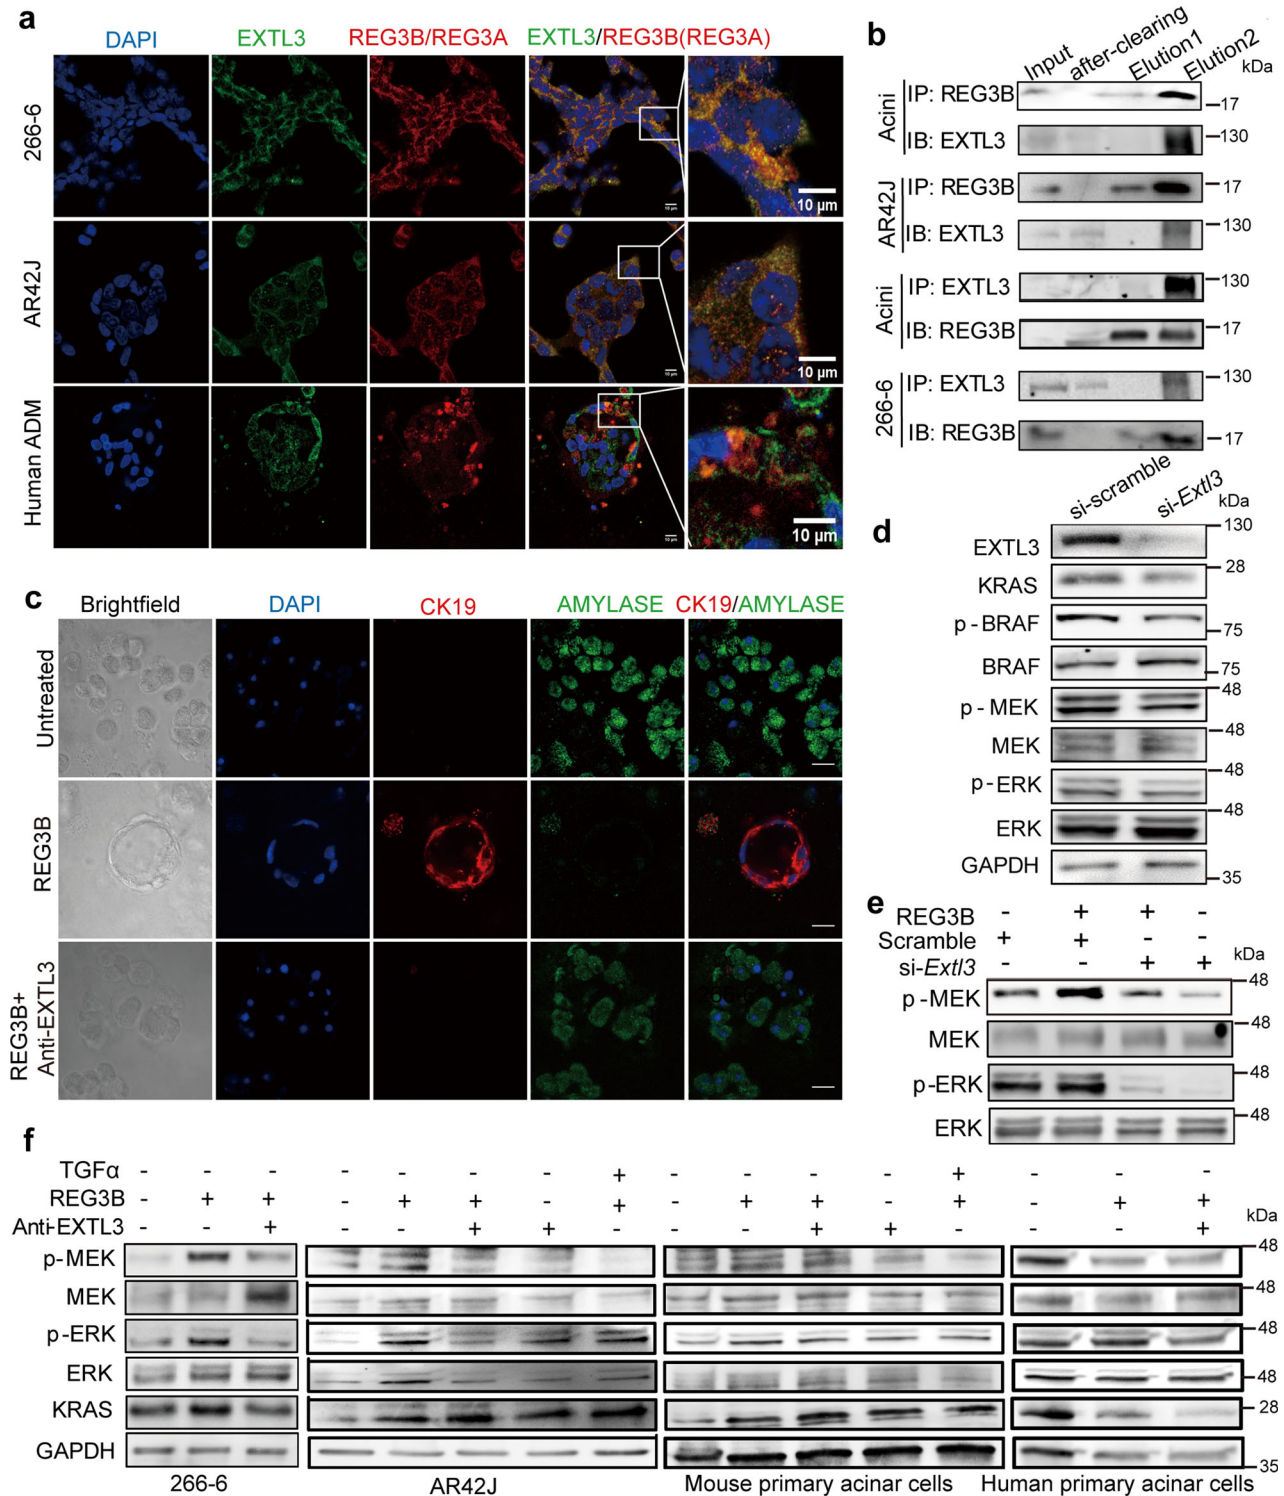 a
DAPI EXTL3 REG3B/REG3A EXTL3/REG3B(REG3A)
266-6
10 µm 10 µm
AR42J
10 µm 10 µm
Human ADM
10 µm 10 µm
b
Input after-clearing Elution1 Elution2 kDa
Acini
IP: REG3B 17
IB: EXTL3 130
AR42J
IP: REG3B 17
IB: EXTL3 130
Acini
IP: EXTL3 130
IB: REG3B 17
266-6
IP: EXTL3 130
IB: REG3B 17
c
Brightfield DAPI CK19 AMYLASE CK19/AMYLASE
Untreated
REG3B
REG3B+
Anti-EXTL3
d
si-scramble si-Extl3 kDa
EXTL3 130
KRAS 28
p-BRAF 75
BRAF 75
p-MEK 48
MEK 48
p-ERK 48
ERK 48
GAPDH 35
e
REG3B - + + -
Scramble + + - -
si-Extl3 - - + +
kDa
p-MEK 48
MEK 48
p-ERK 48
ERK 48
f
TGFα - - - - - - - + - - - - + - - -
REG3B - + + - + + - + - + + - + - + +
Anti-EXTL3 - - + - - + + - - - + + - - - +
kDa
p-MEK 48
MEK 48
p-ERK 48
ERK 48
KRAS 28
GAPDH 35
266-6 AR42J Mouse primary acinar cells Human primary acinar cells